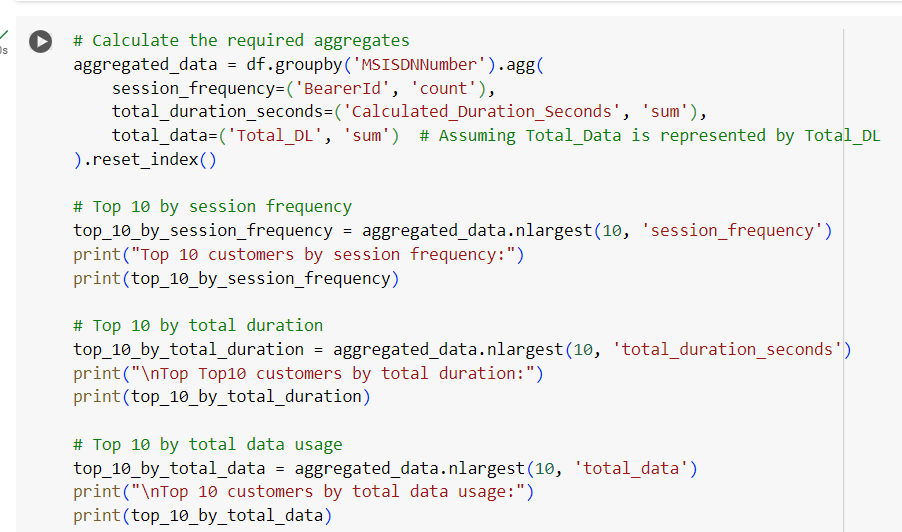 # Calculate the required aggregates
aggregated_data = df.groupby('MSISDNNumber').agg(
    session_frequency=('BearerId', 'count'),
    total_duration_seconds=('Calculated_Duration_Seconds', 'sum'),
    total_data=('Total_DL', 'sum')  # Assuming Total_Data is represented by Total_DL
).reset_index()

# Top 10 by session frequency
top_10_by_session_frequency = aggregated_data.nlargest(10, 'session_frequency')
print("Top 10 customers by session frequency:")
print(top_10_by_session_frequency)

# Top 10 by total duration
top_10_by_total_duration = aggregated_data.nlargest(10, 'total_duration_seconds')
print("\nTop Top10 customers by total duration:")
print(top_10_by_total_duration)

# Top 10 by total data usage
top_10_by_total_data = aggregated_data.nlargest(10, 'total_data')
print("\nTop 10 customers by total data usage:")
print(top_10_by_total_data)